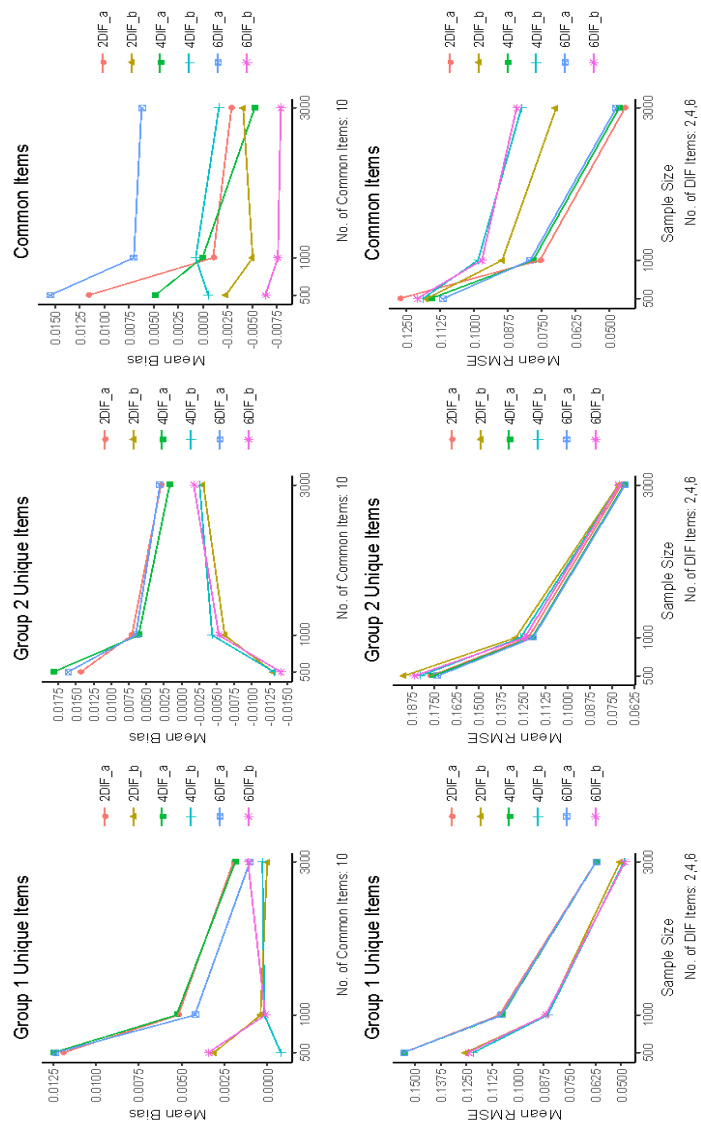 Group 1 Unique Items
Mean Bias
0.0125
0.0100
0.0050
0.0025
0.0000
500
1000
3000
No. of Common Items: 10
2DIF_a
2DIF_b
4DIF_a
4DIF_b
6DIF_a
6DIF_b
Group 2 Unique Items
Mean Bias
0.0175
0.0150
0.0100
0.0075
0.0050
0.0025
0.0000
-0.0025
-0.0050
-0.0075
-0.0100
-0.0125
-0.0150
500
1000
3000
No. of Common Items: 10
2DIF_a
2DIF_b
4DIF_a
4DIF_b
6DIF_a
6DIF_b
Common Items
Mean Bias
0.0150
0.0125
0.0100
0.0075
0.0025
0.0000
-0.0025
-0.0050
-0.0075
500
1000
3000
No. of Common Items: 10
2DIF_a
2DIF_b
4DIF_a
4DIF_b
6DIF_a
6DIF_b
Group 1 Unique Items
Mean RMSE
0.1500
0.1375
0.1250
0.1125
0.1000
0.0875
0.0750
0.0625
0.0500
500
1000
3000
Sample Size
No. of DIF Items: 2,4,6
2DIF_a
2DIF_b
4DIF_a
4DIF_b
6DIF_a
6DIF_b
Group 2 Unique Items
Mean RMSE
0.1875
0.1750
0.1625
0.1500
0.1375
0.1250
0.1125
0.1000
0.0875
0.0750
0.0625
500
1000
3000
Sample Size
No. of DIF Items: 2,4,6
2DIF_a
2DIF_b
4DIF_a
4DIF_b
6DIF_a
6DIF_b
Common Items
Mean RMSE
0.1250
0.1125
0.1000
0.0875
0.0750
0.0625
0.0500
500
1000
3000
Sample Size
No. of DIF Items: 2,4,6
2DIF_a
2DIF_b
4DIF_a
4DIF_b
6DIF_a
6DIF_b